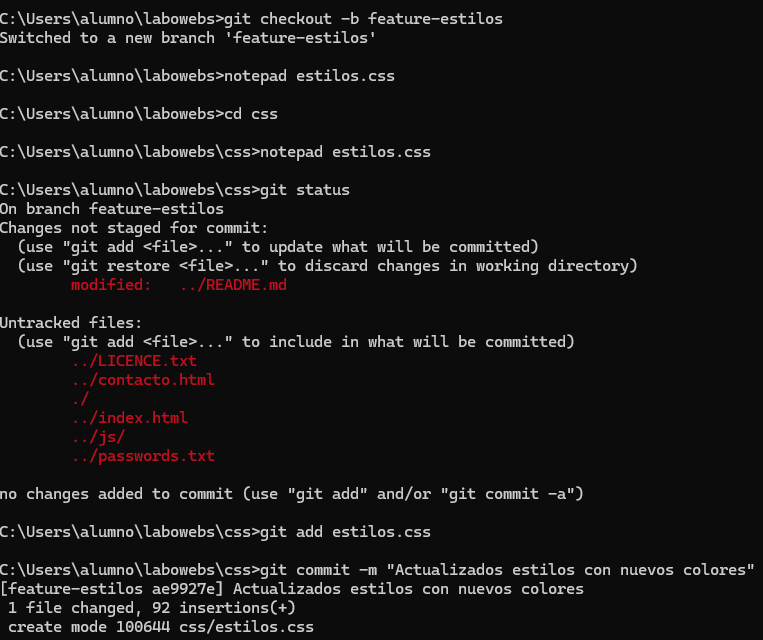 C:\Users\alumno\labowebs>git checkout -b feature-estilos
Switched to a new branch 'feature-estilos'
C:\Users\alumno\labowebs>notepad estilos.css
C:\Users\alumno\labowebs>cd css
C:\Users\alumno\labowebs\css>notepad estilos.css
C:\Users\alumno\labowebs\css>git status
On branch feature-estilos
Changes not staged for commit:
  (use "git add <file>..." to update what will be committed)
  (use "git restore <file>..." to discard changes in working directory)
        modified:   ../README.md
Untracked files:
  (use "git add <file>..." to include in what will be committed)
        ../LICENCE.txt
        ../contacto.html
        ./
        ../index.html
        ../js/
        ../passwords.txt
no changes added to commit (use "git add" and/or "git commit -a")
C:\Users\alumno\labowebs\css>git add estilos.css
C:\Users\alumno\labowebs\css>git commit -m "Actualizados estilos con nuevos colores"
[feature-estilos ae9927e] Actualizados estilos con nuevos colores
 1 file changed, 92 insertions(+)
 create mode 100644 css/estilos.css